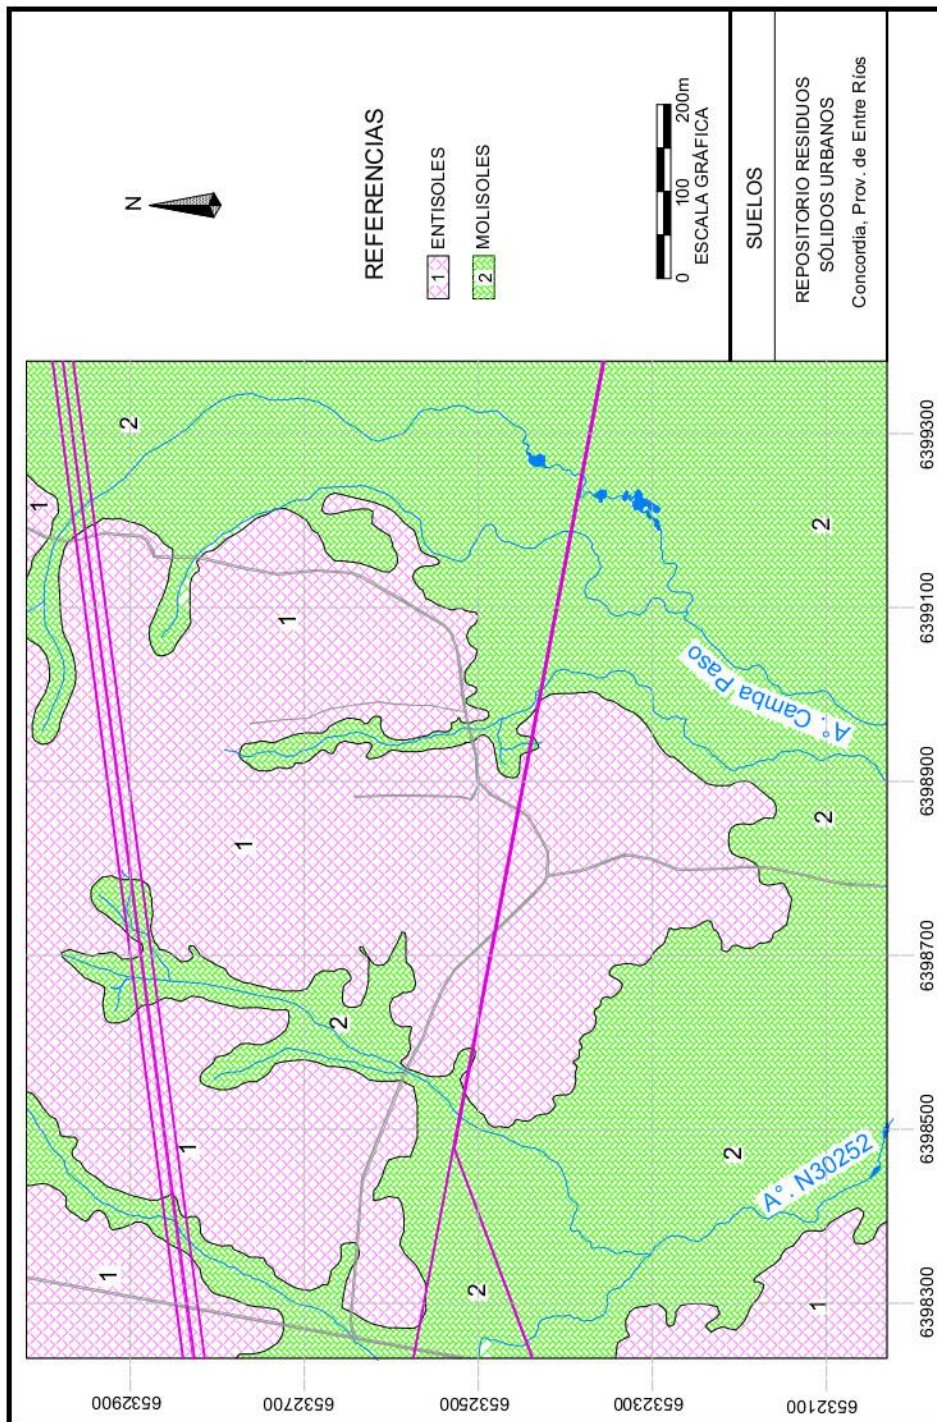 N
REFERENCIAS
1 ENTISOLES
2 MOLISOLES
0 100 200m
ESCALA GRÁFICA
SUELOS
REPOSITORIO RESIDUOS
SÓLIDOS URBANOS
Concordia, Prov. de Entre Ríos
6532900
6532700
6532500
6532300
6532100
6398300
6398500
6398700
6398900
6399100
6399300
1
1
1
1
1
1
2
2
2
2
2
2
A°. Camba Paso
A°. N30252